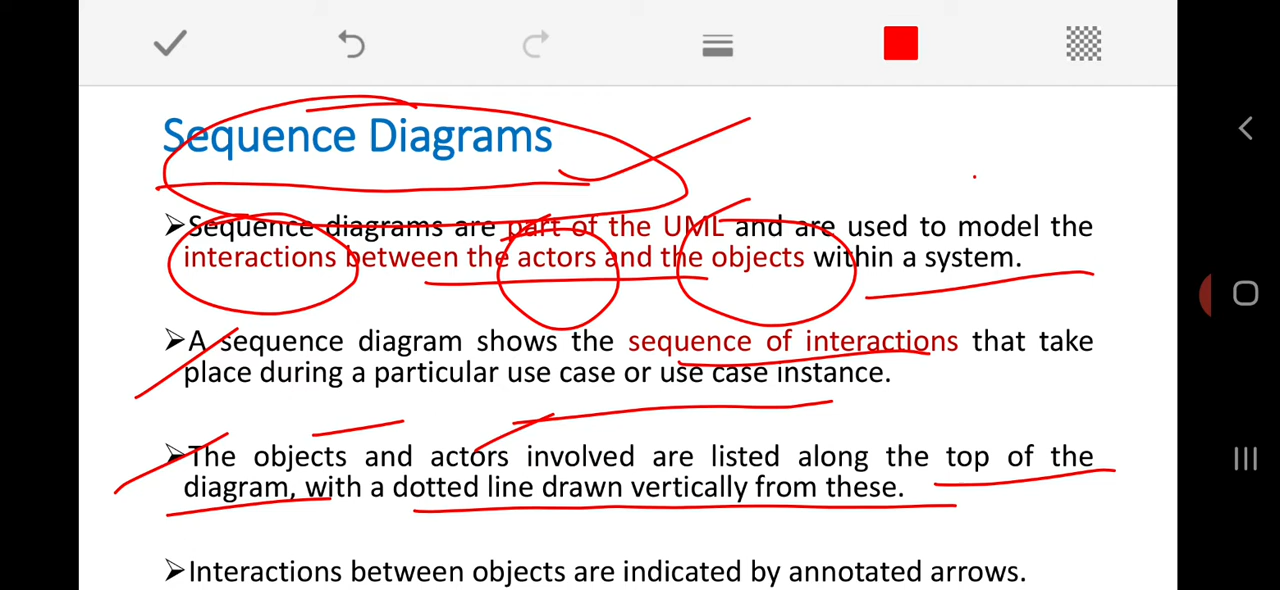 Sequence Diagrams
➢Sequence diagrams are part of the UML and are used to model the
interactions between the actors and the objects within a system.
➢A sequence diagram shows the sequence of interactions that take
place during a particular use case or use case instance.
➢The objects and actors involved are listed along the top of the
diagram, with a dotted line drawn vertically from these.
➢Interactions between objects are indicated by annotated arrows.